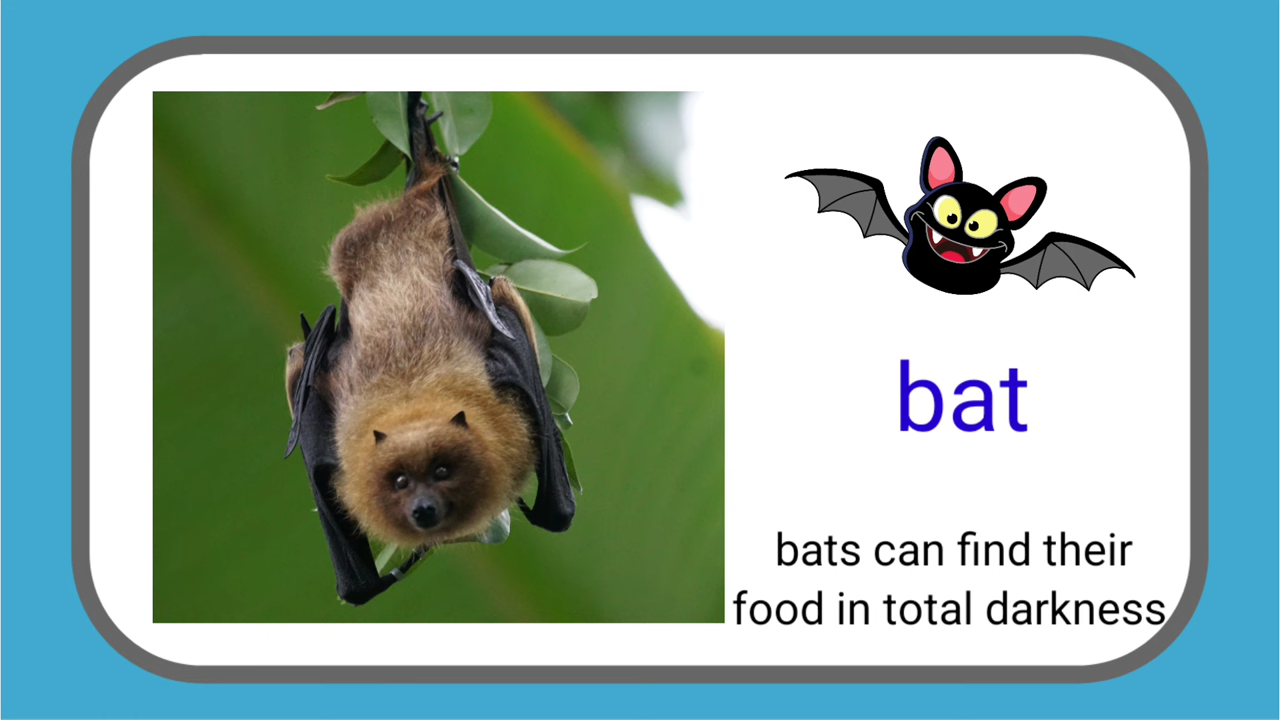 bat
bats can find their
food in total darkness